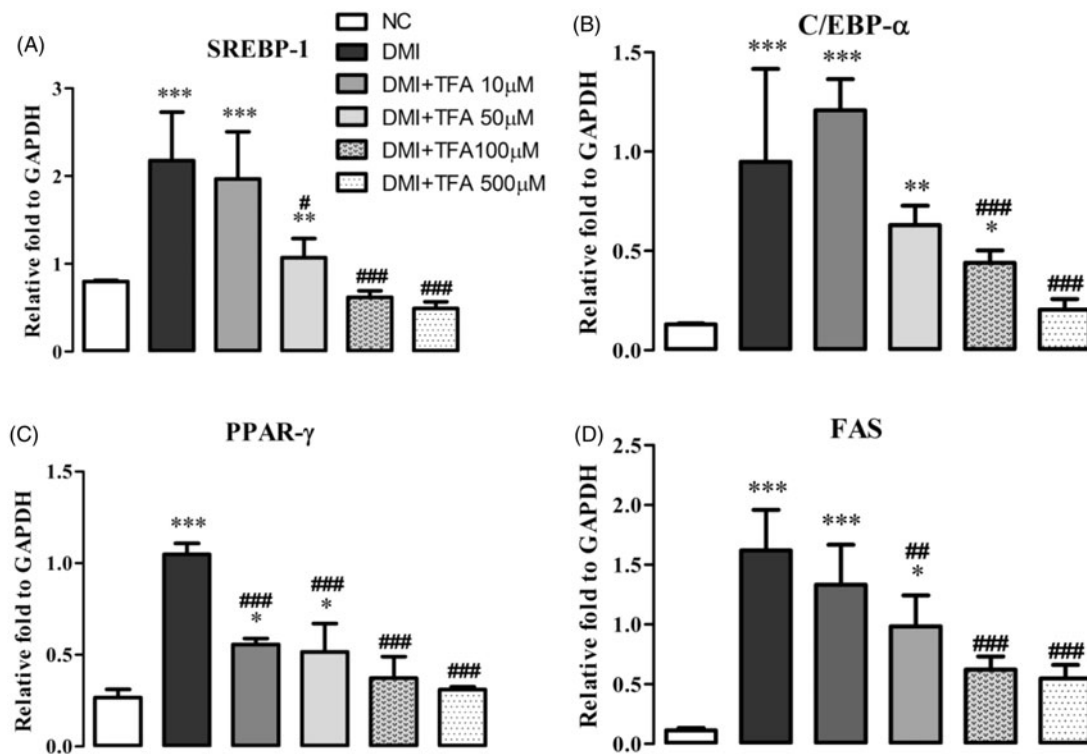 (A)
SREBP-1
Relative fold to GAPDH
3
2
1
0
***
***
#
**
###
###
NC
DMI
DMI+TFA 10μM
DMI+TFA 50μM
DMI+TFA100μM
DMI+TFA 500μM
(B)
C/EBP-α
Relative fold to GAPDH
1.5
1.0
0.5
0.0
***
***
**
###
*
###
(C)
PPAR-γ
Relative fold to GAPDH
1.5
1.0
0.5
0.0
***
###
*
###
*
###
###
(D)
FAS
Relative fold to GAPDH
2.5
2.0
1.5
1.0
0.5
0.0
***
***
##
*
###
###